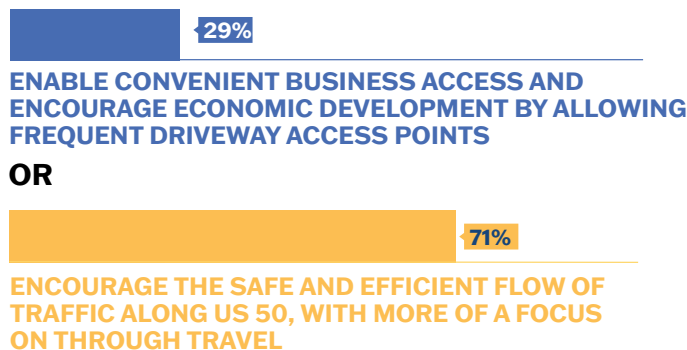 29%
ENABLE CONVENIENT BUSINESS ACCESS AND
ENCOURAGE ECONOMIC DEVELOPMENT BY ALLOWING
FREQUENT DRIVEWAY ACCESS POINTS
OR
71%
ENCOURAGE THE SAFE AND EFFICIENT FLOW OF
TRAFFIC ALONG US 50, WITH MORE OF A FOCUS
ON THROUGH TRAVEL